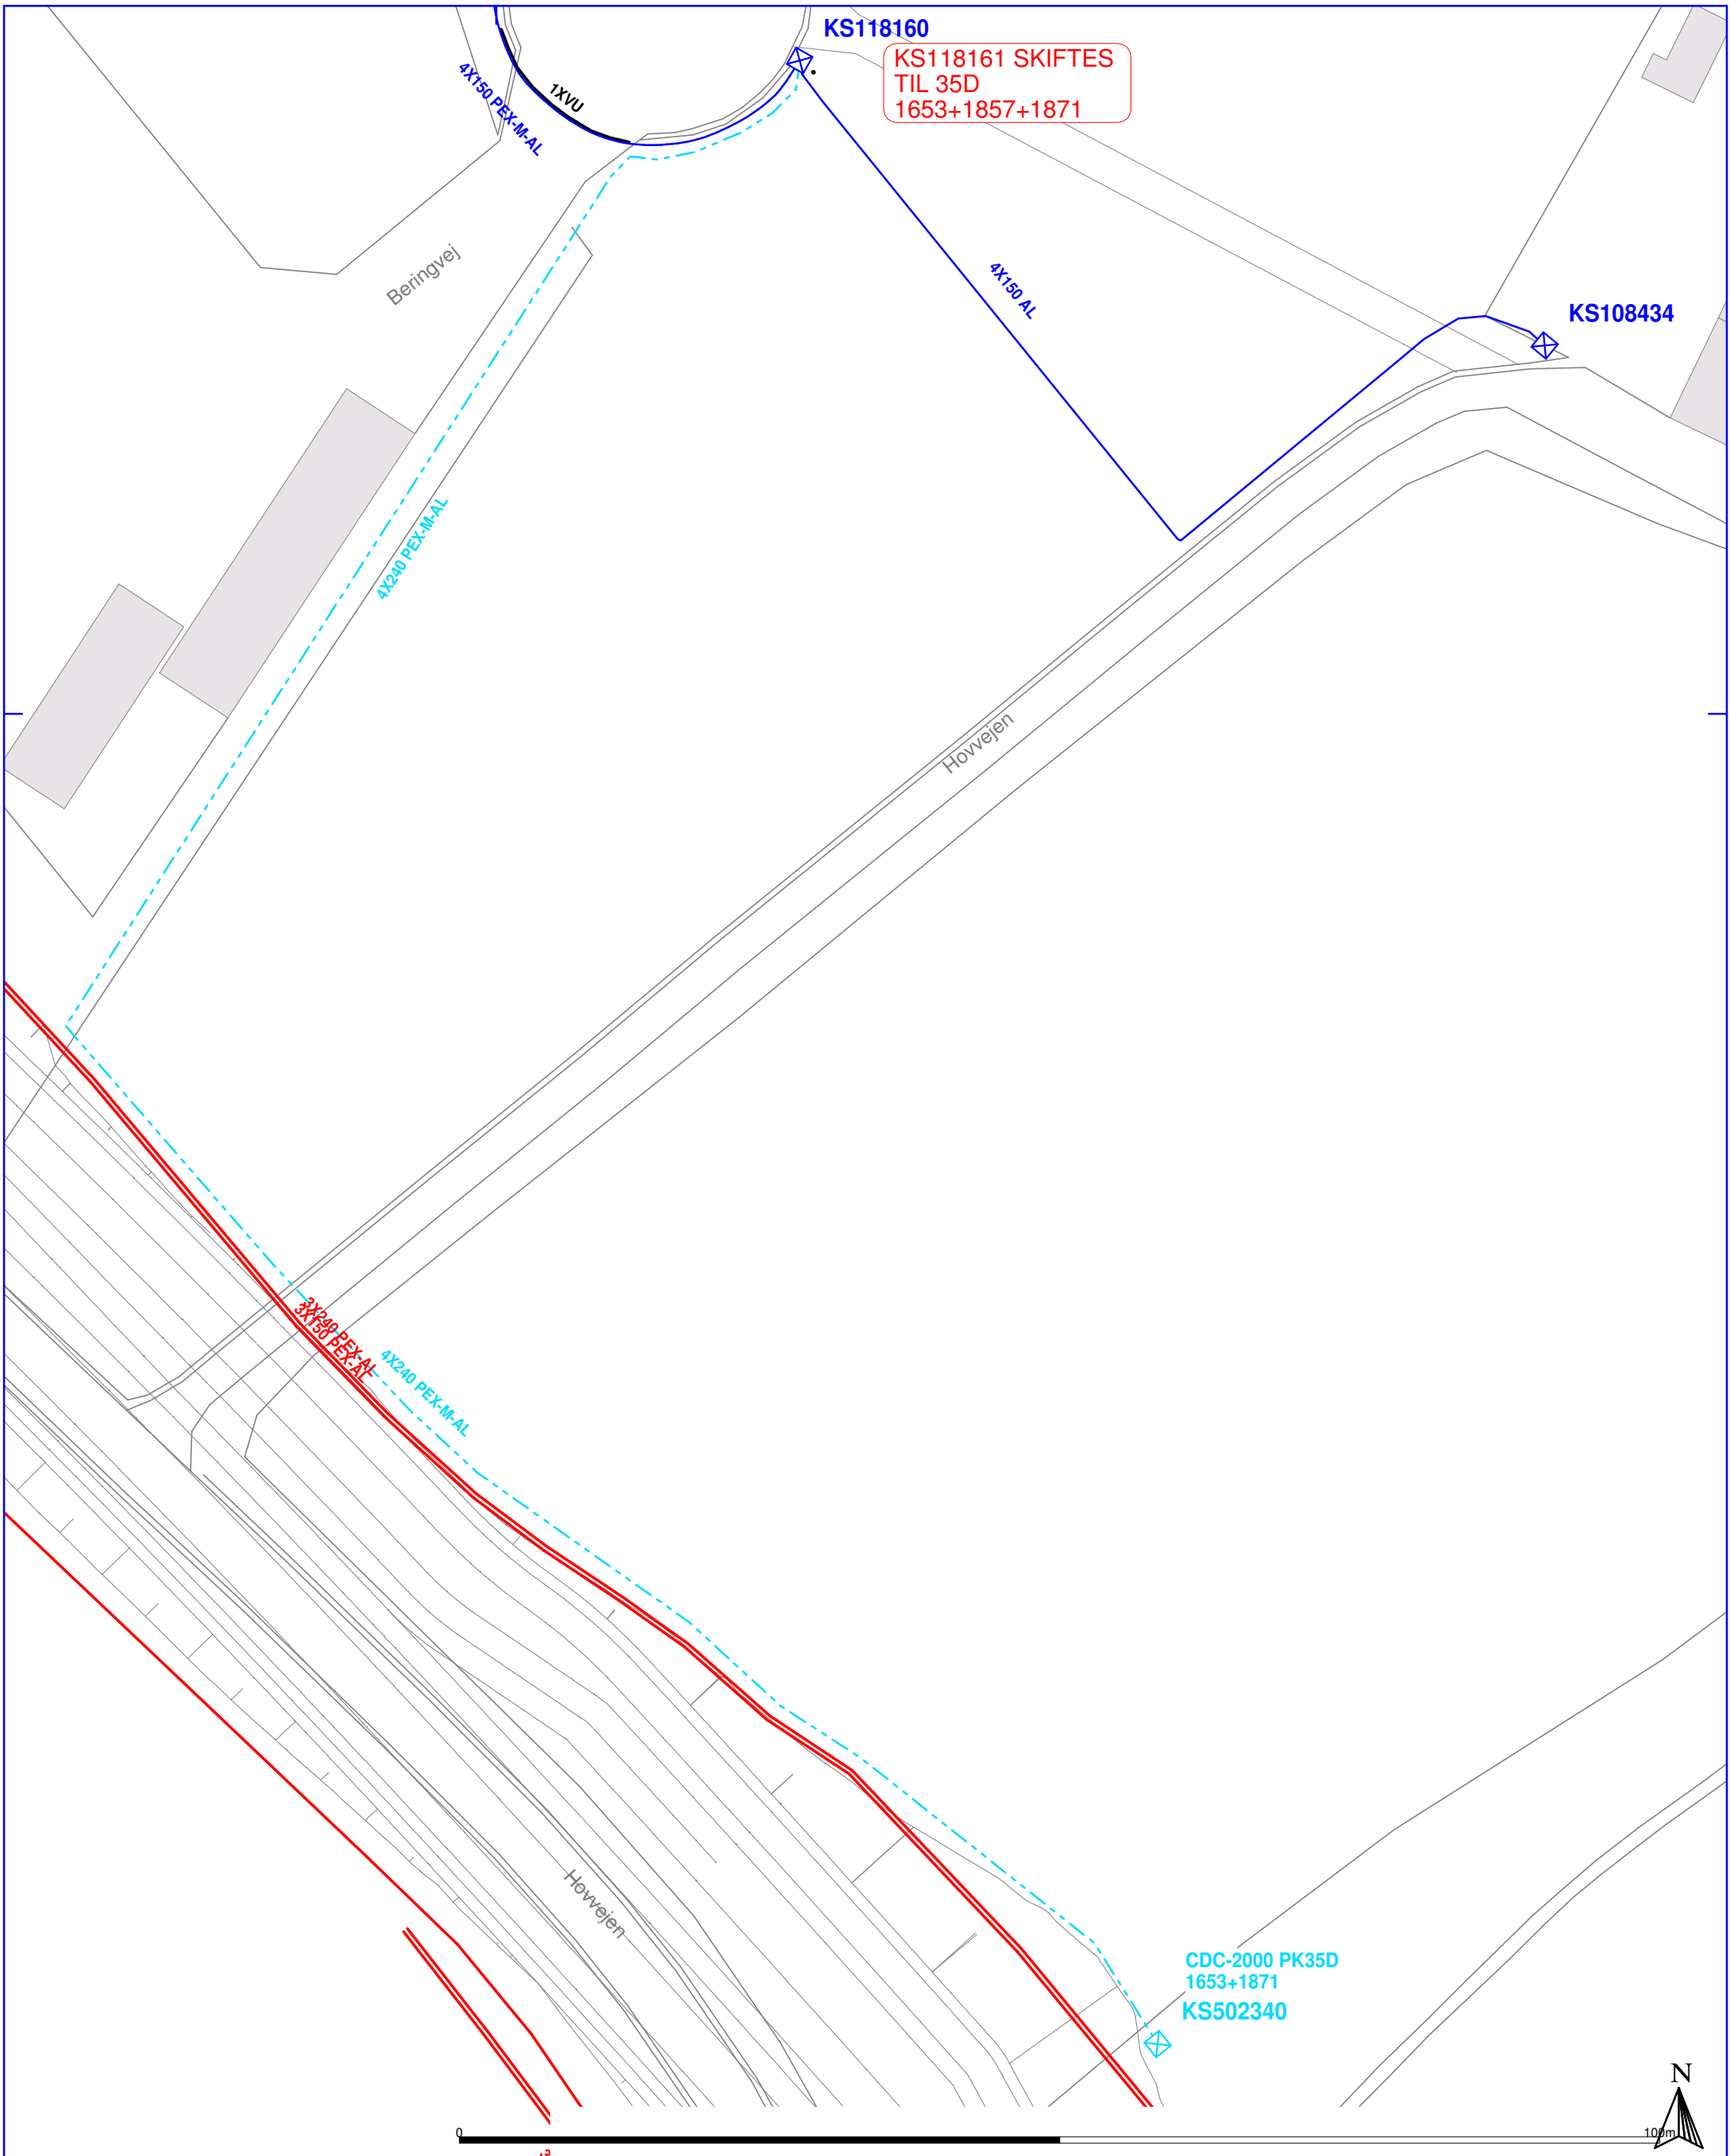 KS118160
KS118161 SKIFTES
TIL 35D
1653+1857+1871
4X150 PEX-M-AL
1XVU
Beringvej
4X150 AL
KS108434
4X240 PEX-M-AL
Hovvejen
3X240 PEX-AL
3X150 PEX-AL
4X240 PEX-M-AL
Hovvejen
CDC-2000 PK35D
1653+1871
KS502340
N
0
100m